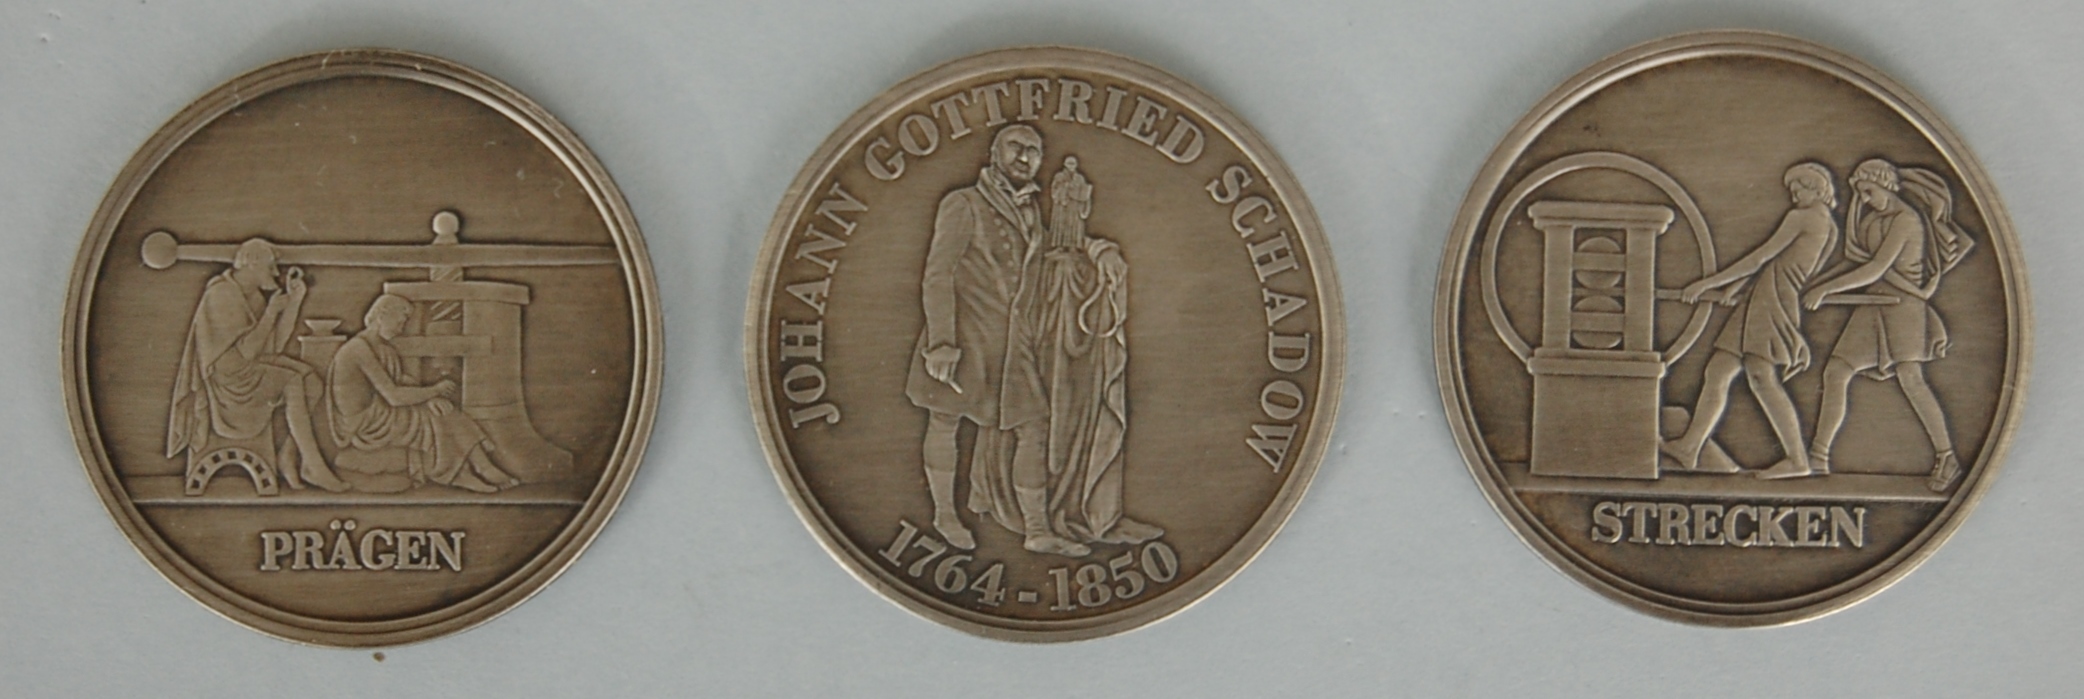 PRÄGEN
JOHANN GOTTFRIED SCHADOW
1764-1850
STRECKEN